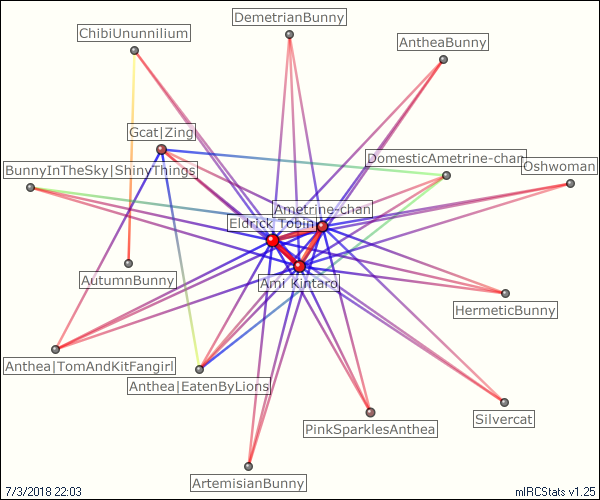 DemetrianBunny
ChibiUnunnilium
AntheaBunny
Gcat|Zing
DomesticAmetrine-chan
Oshwoman
BunnyInTheSky|ShinyThings
Ametrine-chan
Eldrick Tobin
AutumnBunny
Ami Kintaro
HermeticBunny
Anthea|TomAndKitFangirl
Anthea|EatenByLions
PinkSparklesAnthea
Silvercat
ArtemisianBunny
7/3/2018 22:03
mIRCStats v1.25